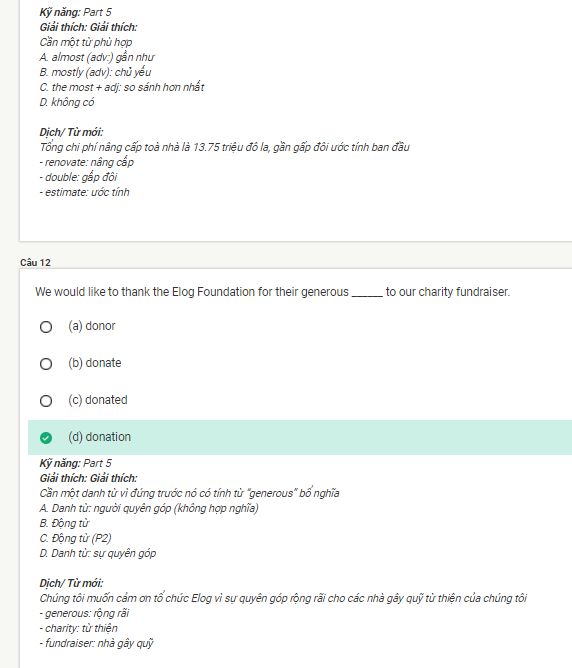 Kỹ năng: Part 5
Giải thích: Giải thích:
Cần một từ phù hợp
A. almost (adv:) gần như
B. mostly (adv): chủ yếu
C. the most + adj: so sánh hơn nhất
D. không có
Dịch/ Từ mới:
Tổng chi phí nâng cấp toà nhà là 13.75 triệu đô la, gần gấp đôi ước tính ban đầu
- renovate: nâng cấp
- double: gấp đôi
- estimate: ước tính
Câu 12
We would like to thank the Elog Foundation for their generous ______ to our charity fundraiser.
(a) donor
(b) donate
(c) donated
(d) donation
Kỹ năng: Part 5
Giải thích: Giải thích:
Cần một danh từ vì đứng trước nó có tính từ "generous" bổ nghĩa
A. Danh từ: người quyên góp (không hợp nghĩa)
B. Động từ
C. Động từ (P2)
D. Danh từ: sự quyên góp
Dịch/ Từ mới:
Chúng tôi muốn cảm ơn tổ chức Elog vì sự quyên góp rộng rãi cho các nhà gây quỹ từ thiện của chúng tôi
- generous: rộng rãi
- charity: từ thiện
- fundraiser: nhà gây quỹ